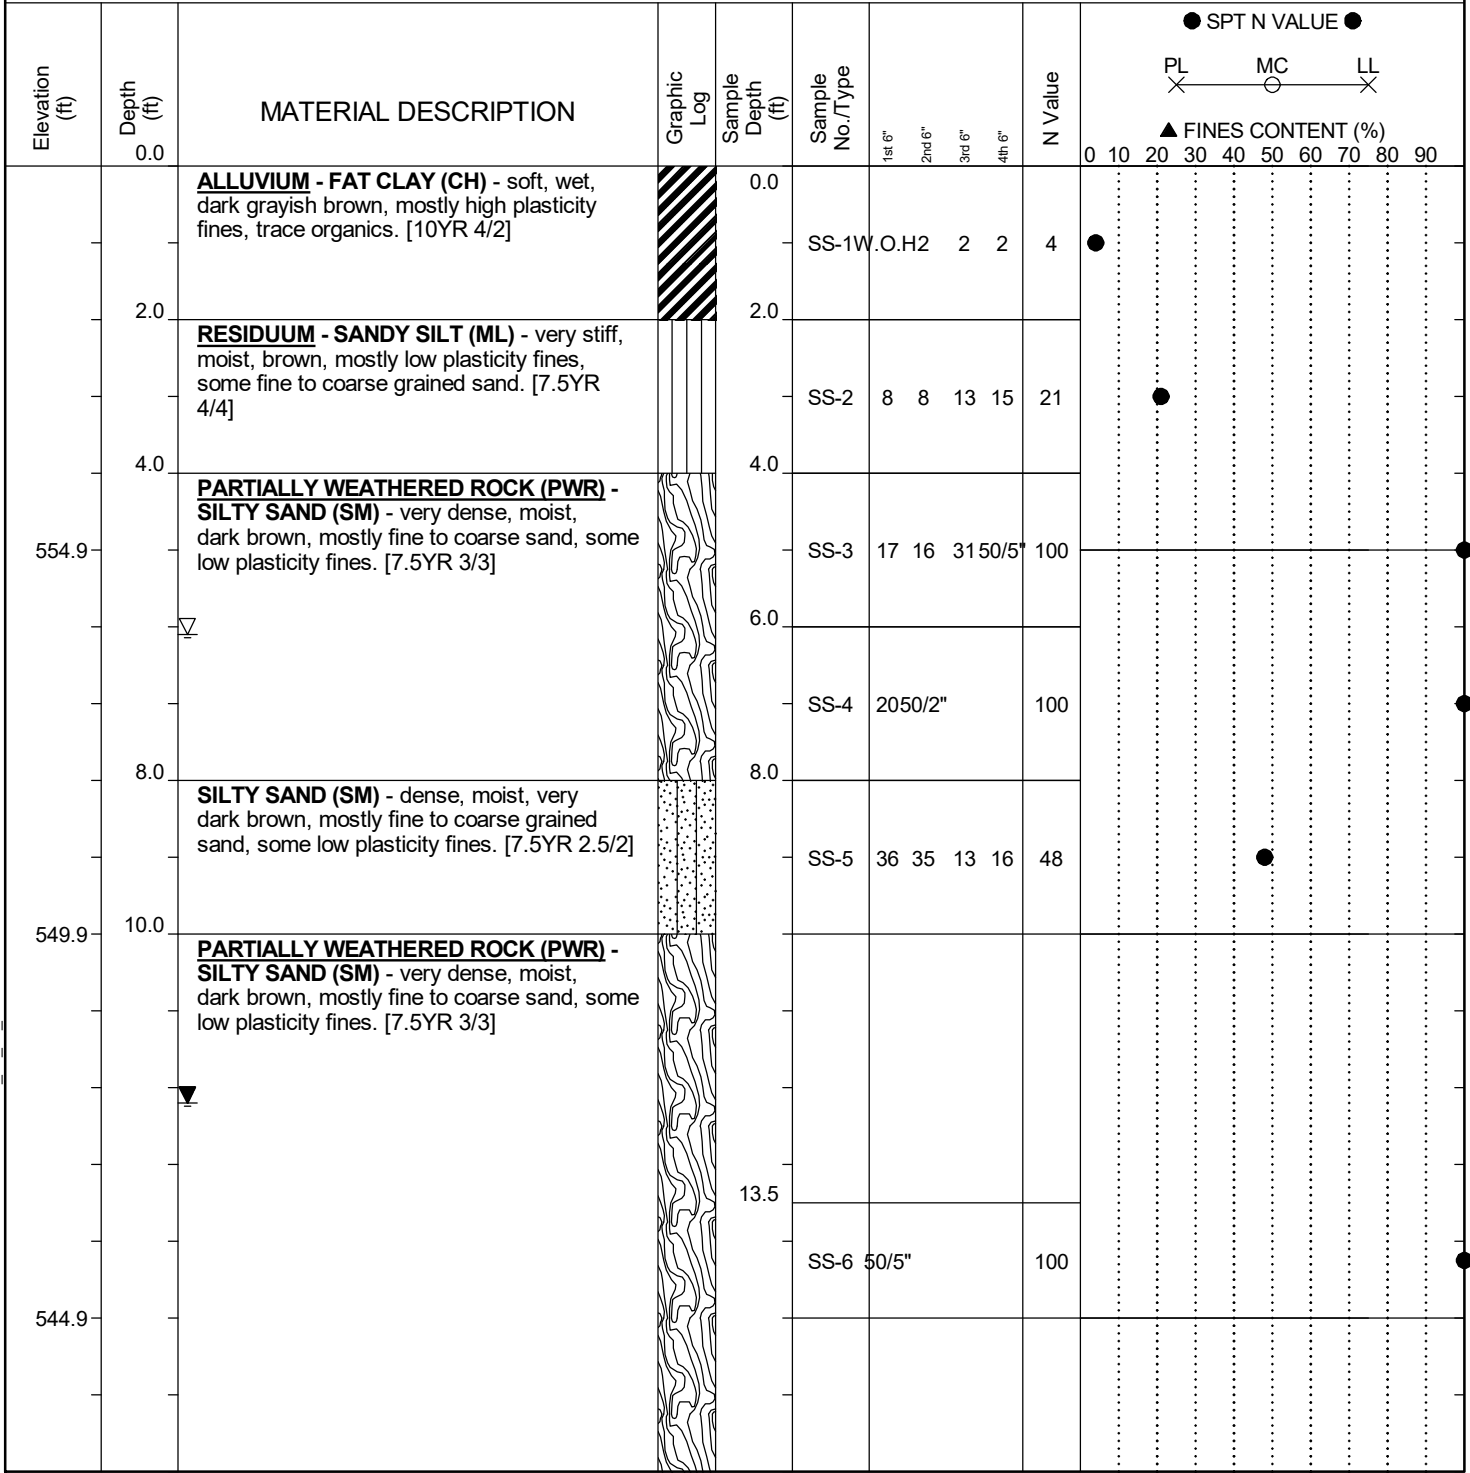 ● SPT N VALUE ●
PL MC LL
▲ FINES CONTENT (%)
0 10 20 30 40 50 60 70 80 90
Elevation
(ft)
Depth
(ft)
0.0
MATERIAL DESCRIPTION
Graphic
Log
Sample
Depth
(ft)
Sample
No./Type
1st 6"
2nd 6"
3rd 6"
4th 6"
N Value
ALLUVIUM - FAT CLAY (CH) - soft, wet,
dark grayish brown, mostly high plasticity
fines, trace organics. [10YR 4/2]
0.0
SS-1 W.O.H 2 2 2 4
2.0
2.0
RESIDUUM - SANDY SILT (ML) - very stiff,
moist, brown, mostly low plasticity fines,
some fine to coarse grained sand. [7.5YR
4/4]
SS-2 8 8 13 15 21
4.0
4.0
PARTIALLY WEATHERED ROCK (PWR) -
SILTY SAND (SM) - very dense, moist,
dark brown, mostly fine to coarse sand, some
low plasticity fines. [7.5YR 3/3]
554.9
SS-3 17 16 31 50/5" 100
6.0
SS-4 20 50/2" 100
8.0
8.0
SILTY SAND (SM) - dense, moist, very
dark brown, mostly fine to coarse grained
sand, some low plasticity fines. [7.5YR 2.5/2]
SS-5 36 35 13 16 48
549.9
10.0
PARTIALLY WEATHERED ROCK (PWR) -
SILTY SAND (SM) - very dense, moist,
dark brown, mostly fine to coarse sand, some
low plasticity fines. [7.5YR 3/3]
13.5
SS-6 50/5" 100
544.9